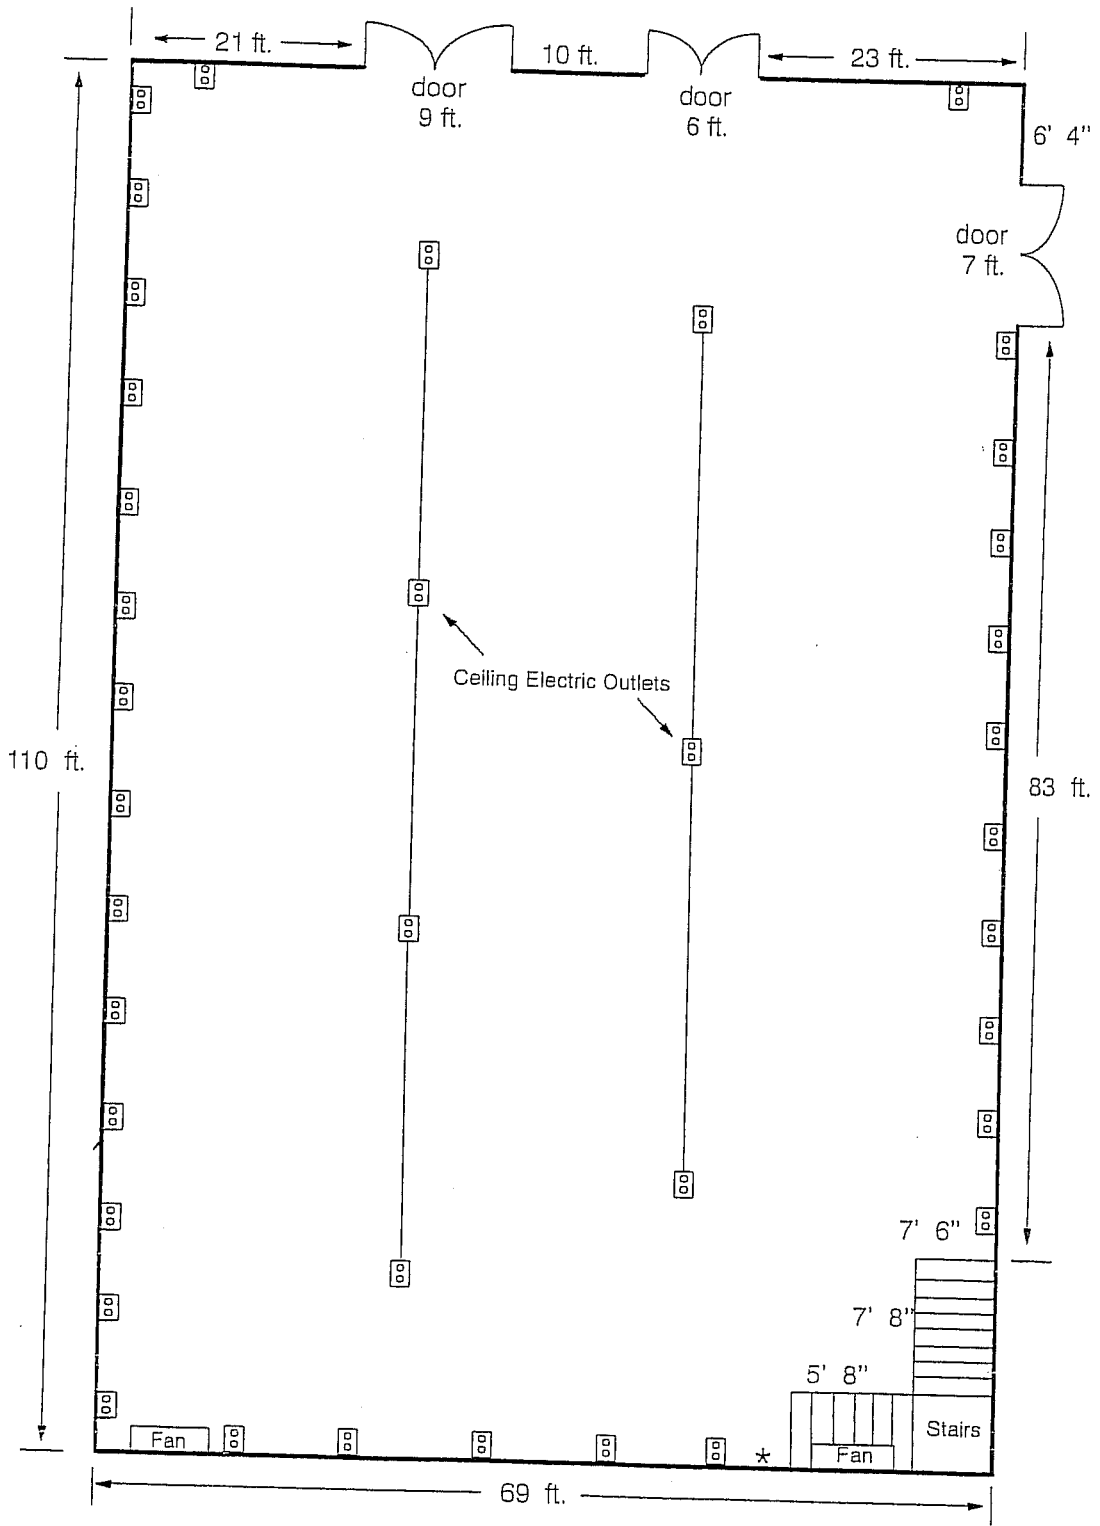 21 ft.
10 ft.
23 ft.
door
9 ft.
door
6 ft.
6' 4"
door
7 ft.
Ceiling Electric Outlets
110 ft.
83 ft.
7' 6"
7' 8"
5' 8"
Stairs
Fan
*
Fan
69 ft.